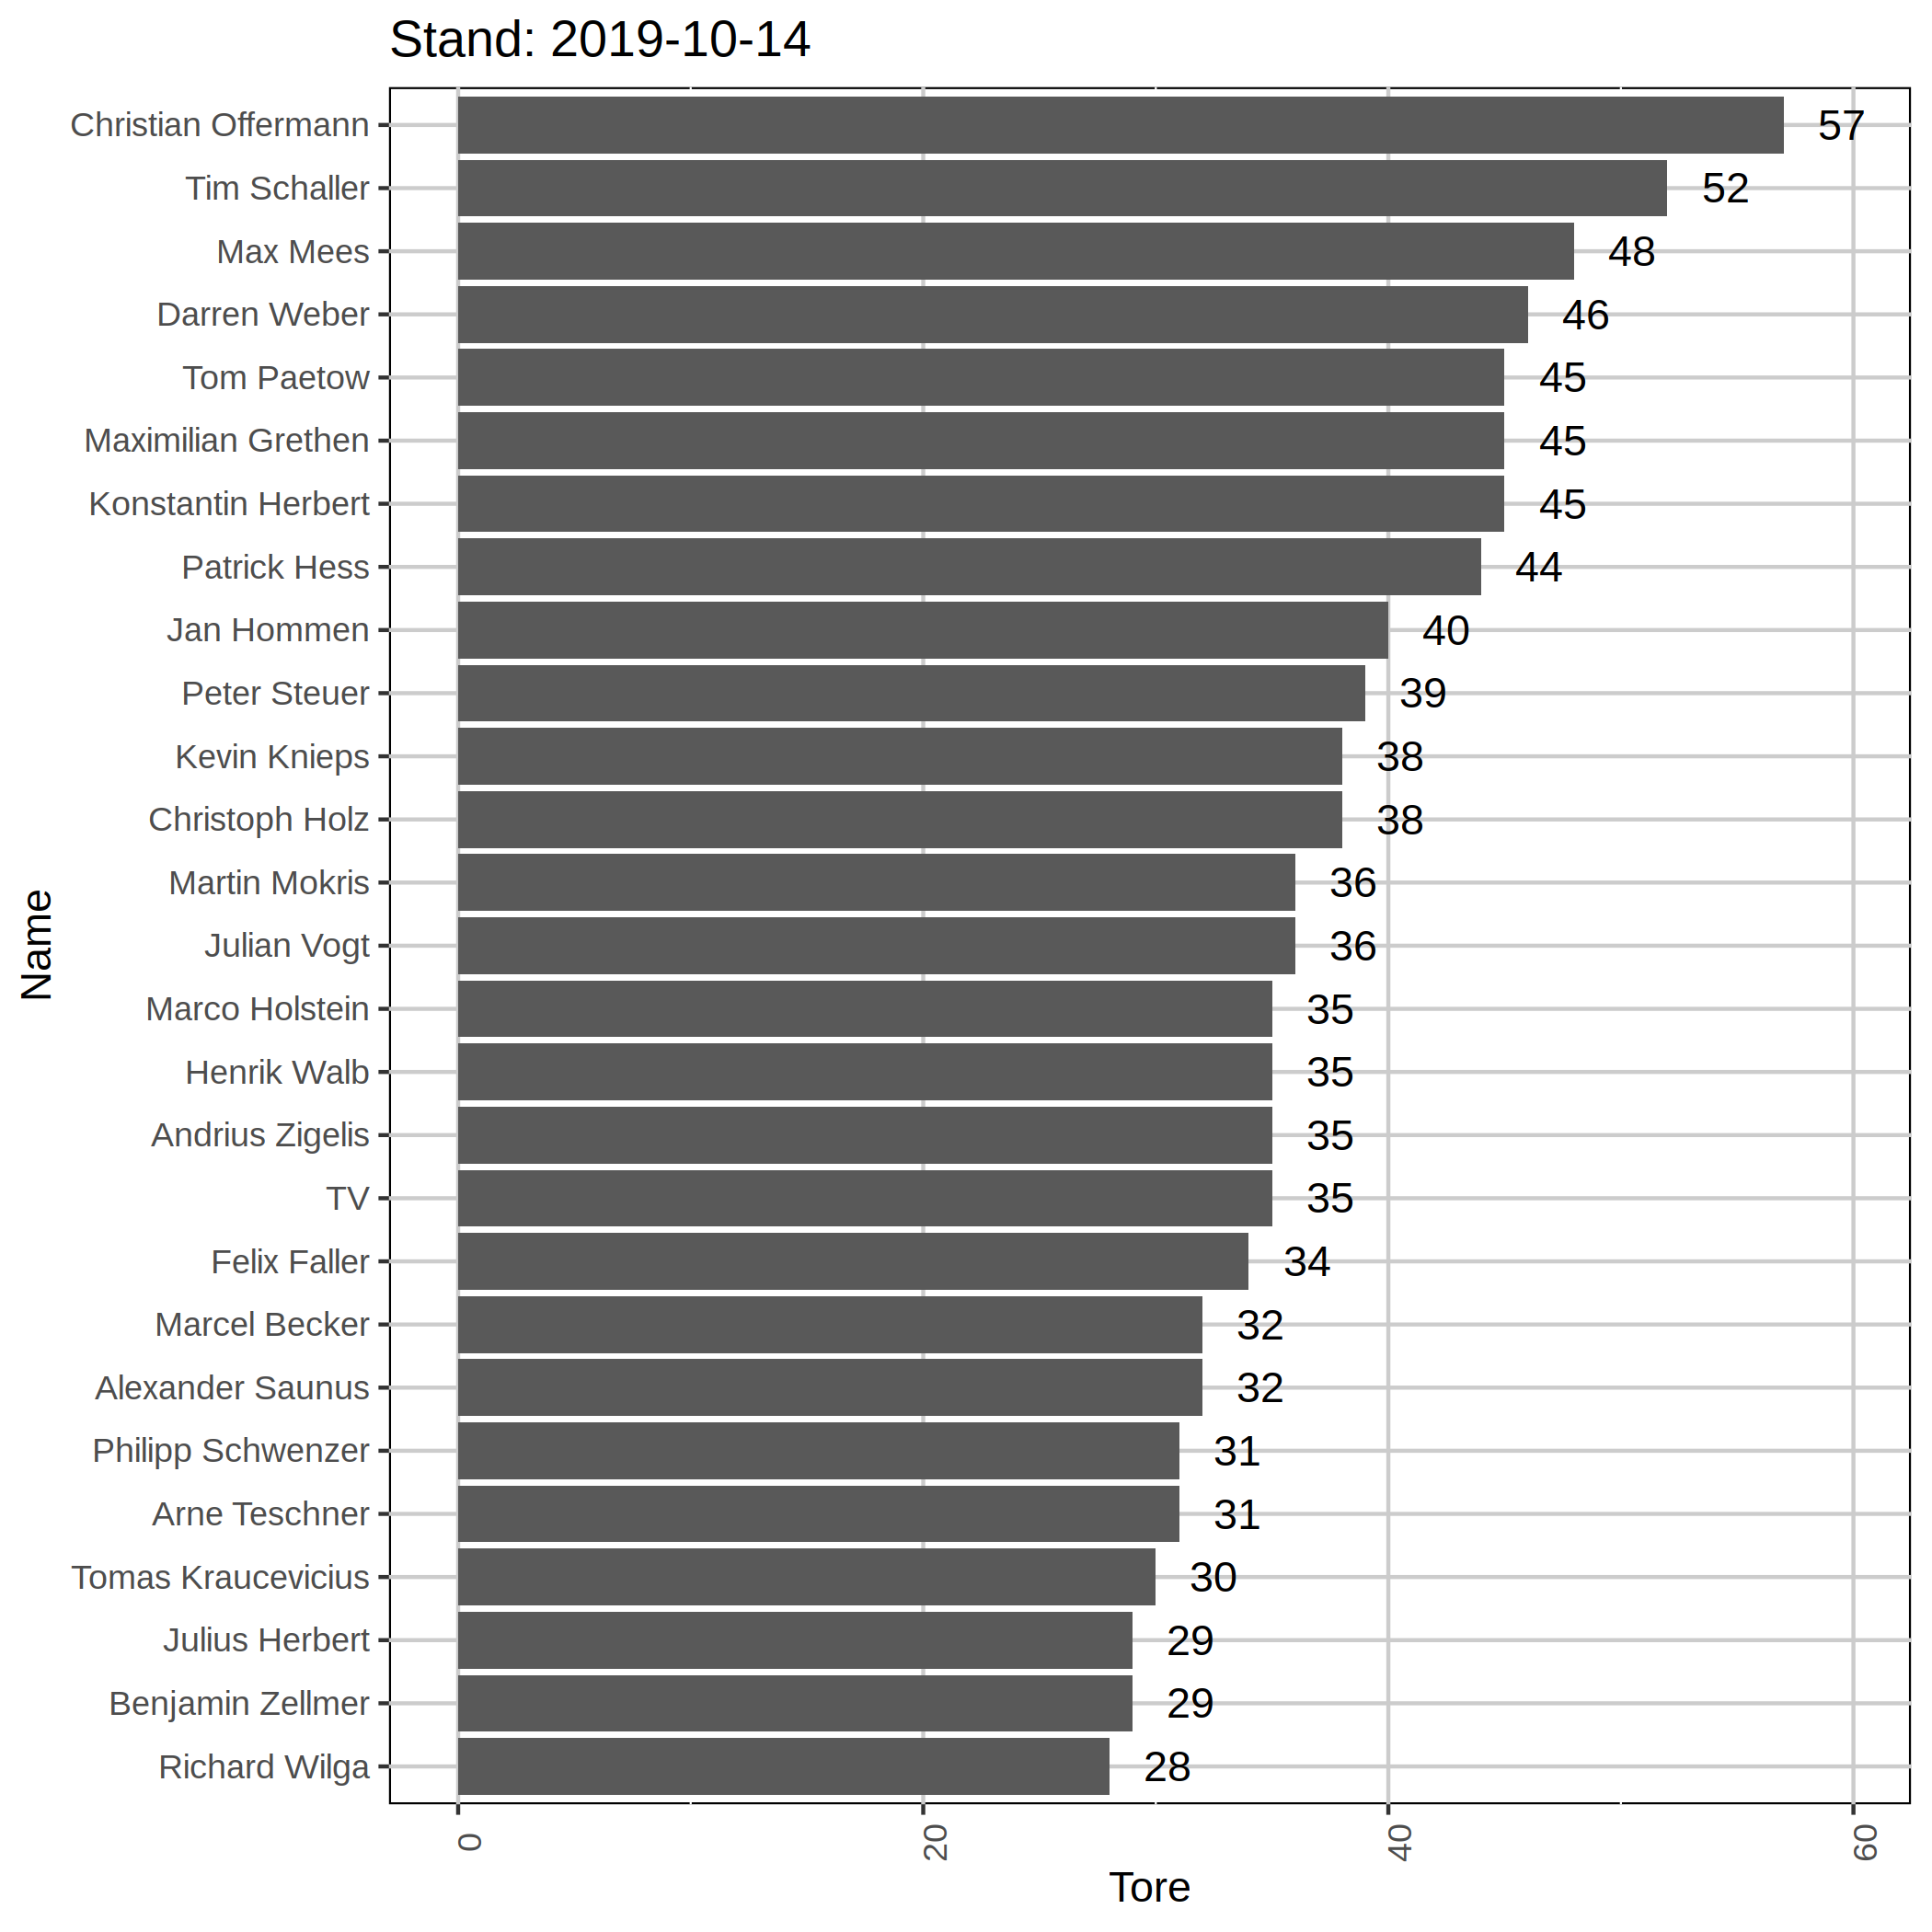 Stand: 2019-10-14
Christian Offermann 57
Tim Schaller 52
Max Mees 48
Darren Weber 46
Tom Paetow 45
Maximilian Grethen 45
Konstantin Herbert 45
Patrick Hess 44
Jan Hommen 40
Peter Steuer 39
Kevin Knieps 38
Christoph Holz 38
Martin Mokris 36
Julian Vogt 36
Marco Holstein 35
Henrik Walb 35
Andrius Zigelis 35
TV 35
Felix Faller 34
Marcel Becker 32
Alexander Saunus 32
Philipp Schwenzer 31
Arne Teschner 31
Tomas Kraucevicius 30
Julius Herbert 29
Benjamin Zellmer 29
Richard Wilga 28
Name
0 20 40 60
Tore